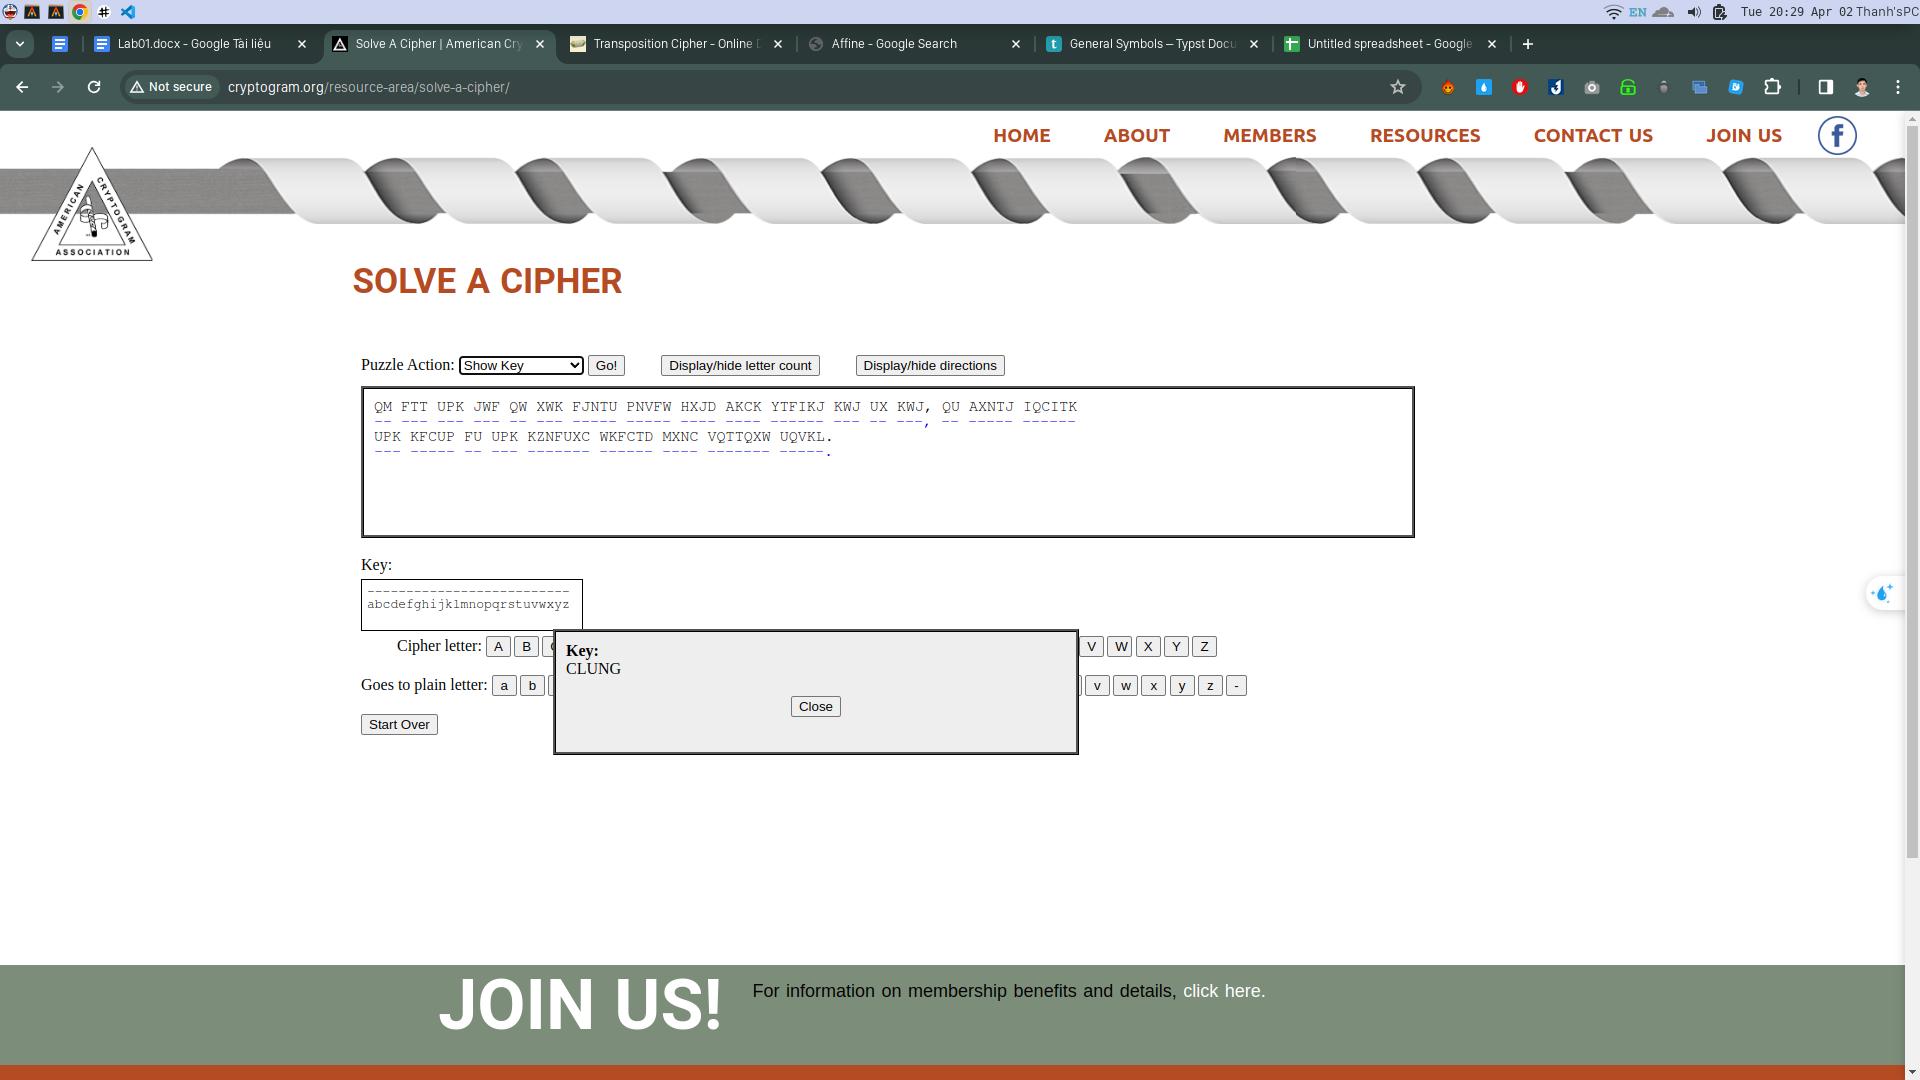 Tue 20:29 Apr 02 Thanh'sPC
EN
Lab01.docx - Google Tài liệu
Solve A Cipher | American Cry
Transposition Cipher - Online D
Affine - Google Search
General Symbols – Typst Docu
Untitled spreadsheet - Google
Not secure
cryptogram.org/resource-area/solve-a-cipher/
HOME
ABOUT
MEMBERS
RESOURCES
CONTACT US
JOIN US
AMERICAN CRYPTOGRAM ASSOCIATION
SOLVE A CIPHER
Puzzle Action: Show Key Go! Display/hide letter count Display/hide directions
QM FTT UPK JWF QW XWK FJNTU PNVFW HXJD AKCK YTFIKJ KWJ UX KWJ, QU AXNTJ IQCITK
-- --- --- --- -- --- ----- ----- ---- ---- ------ --- -- ---, -- ----- ------
UPK KFCUP FU UPK KZNFUXC WKFCTD MXNC VQTTQXW UQVKL.
--- ----- -- --- ------- ------ ---- ------- -----.
Key:
--------------------------
abcdefghijklmnopqrstuvwxyz
Cipher letter: A B V W X Y Z
Goes to plain letter: a b v w x y z -
Start Over
Key:
CLUNG
Close
JOIN US!
For information on membership benefits and details, click here.